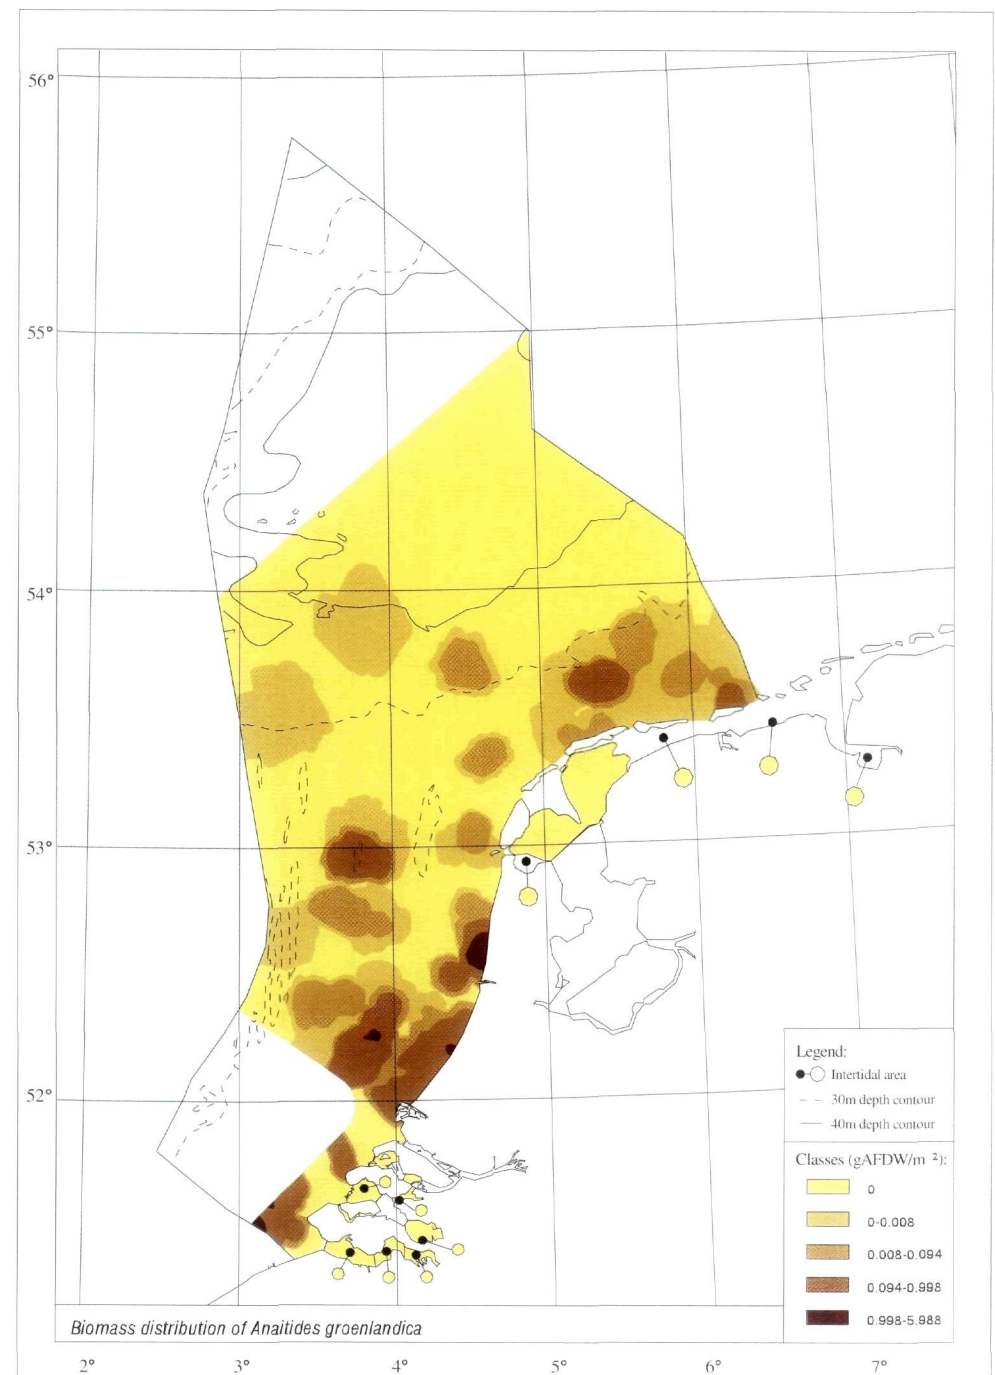 56°
55°
54°
53°
52°
Legend:
Intertidal area
30m depth contour
40m depth contour
Classes (gAFDW/m ²):
0
0-0.008
0.008-0.094
0.094-0.998
0.998-5.988
Biomass distribution of Anaitides groenlandica
2° 3° 4° 5° 6° 7°